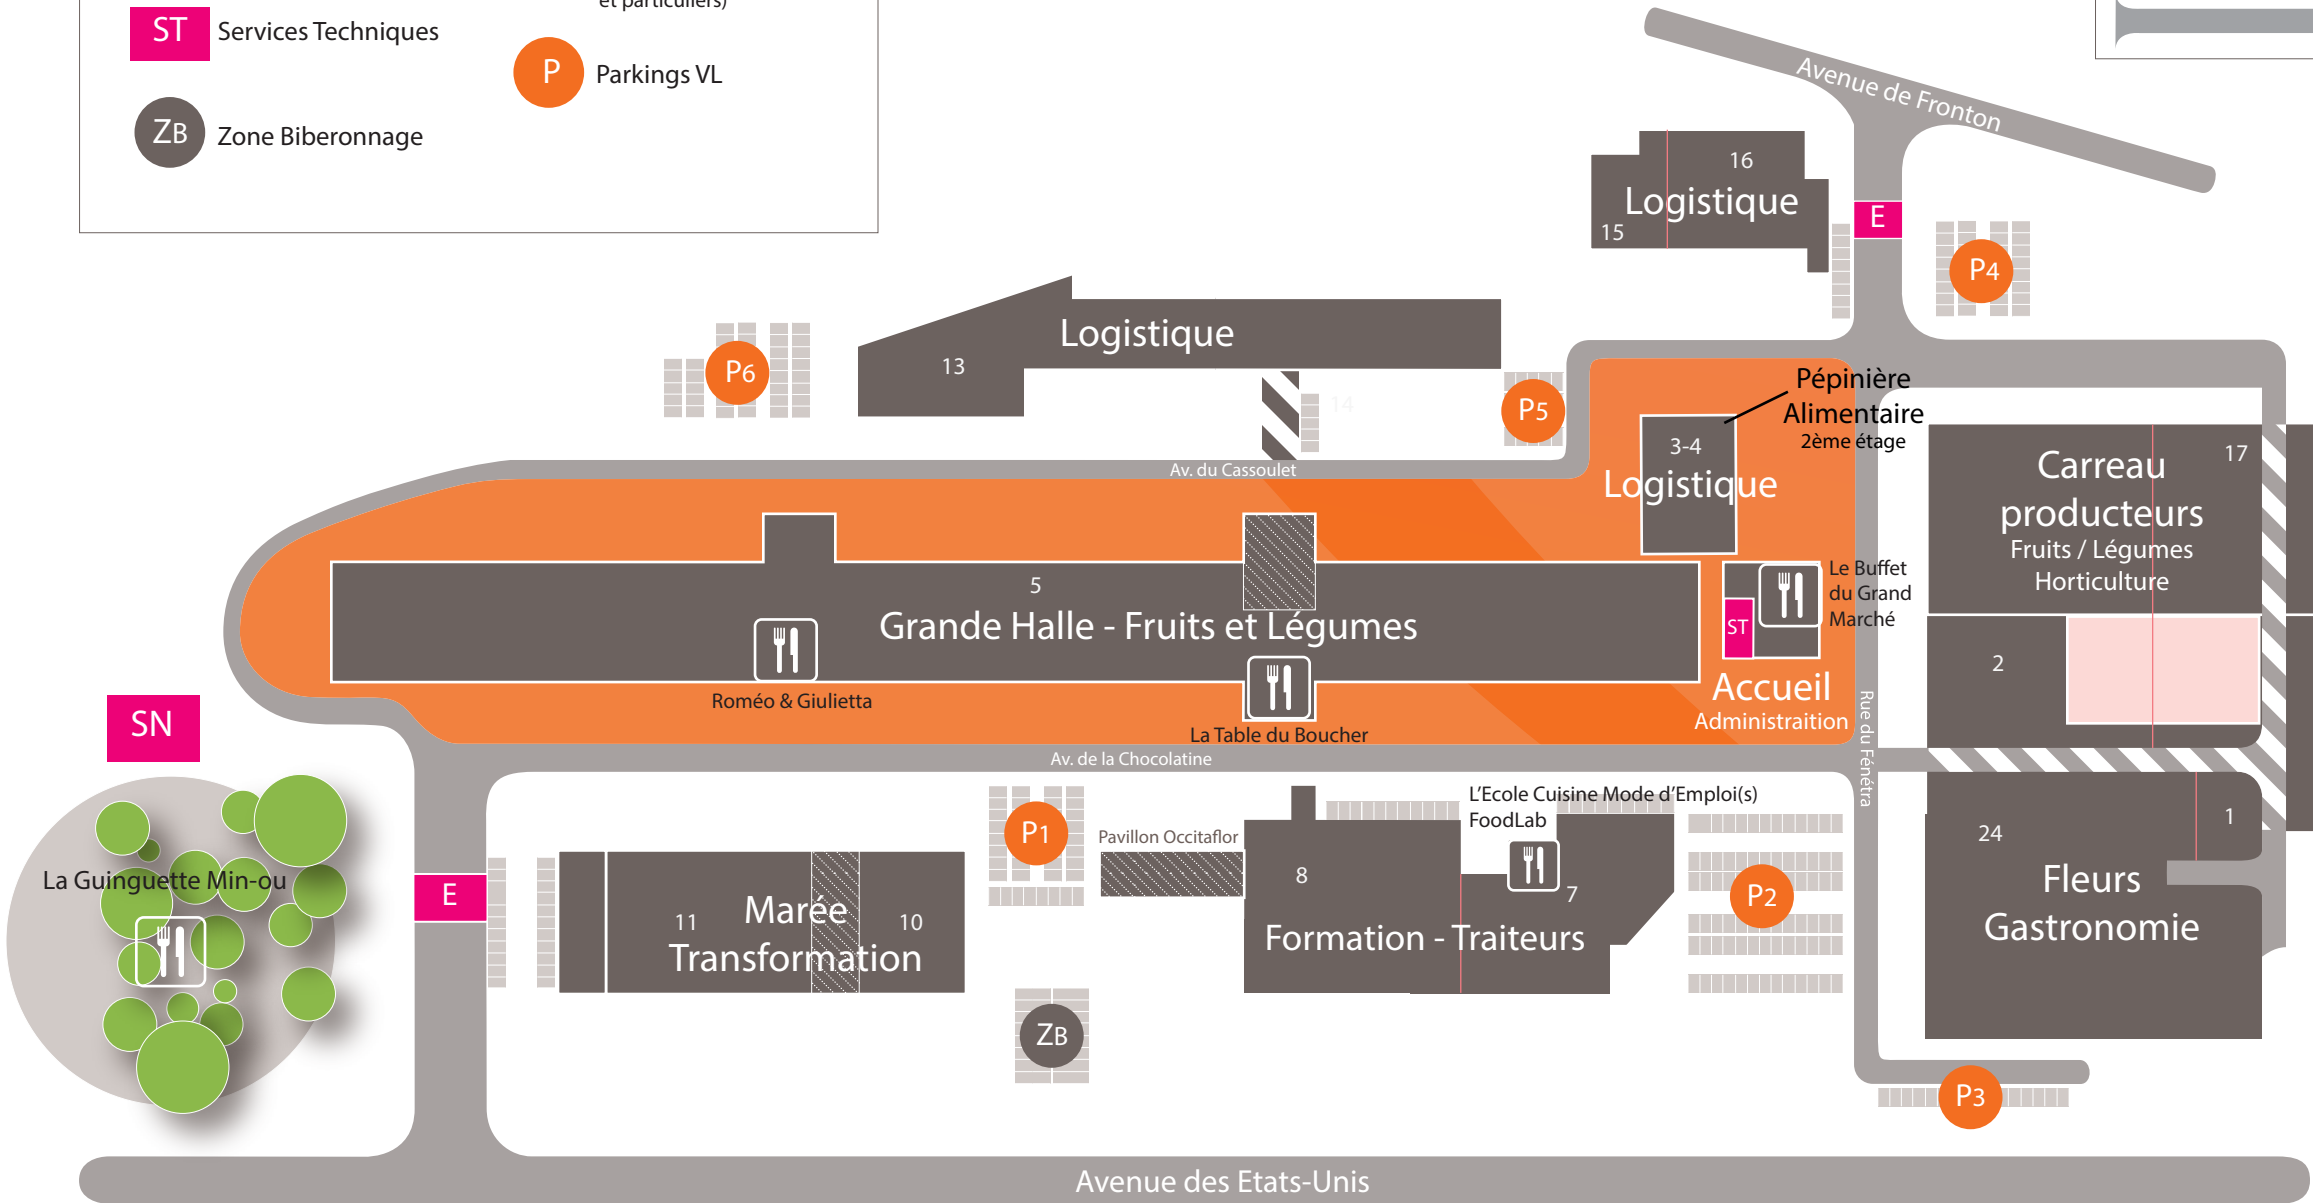 et particuliers)
ST Services Techniques
P Parkings VL
ZB Zone Biberonnage
Avenue de Fronton
16
Logistique
15
E
P4
Logistique
13
P6
P5
14
Pépinière
Alimentaire
2ème étage
3-4
Logistique
Av. du Cassoulet
17
Carreau
producteurs
Fruits / Légumes
Horticulture
5
Grande Halle - Fruits et Légumes
Le Buffet
du Grand
Marché
ST
2
Roméo & Giulietta
La Table du Boucher
Accueil
Administraition
Rue du Fénétra
SN
Av. de la Chocolatine
L'Ecole Cuisine Mode d'Emploi(s)
FoodLab
P1
Pavillon Occitaflor
La Guinguette Min-ou
E
11
Marée
Transformation
10
8
7
Formation - Traiteurs
P2
24
1
Fleurs
Gastronomie
ZB
P3
Avenue des Etats-Unis